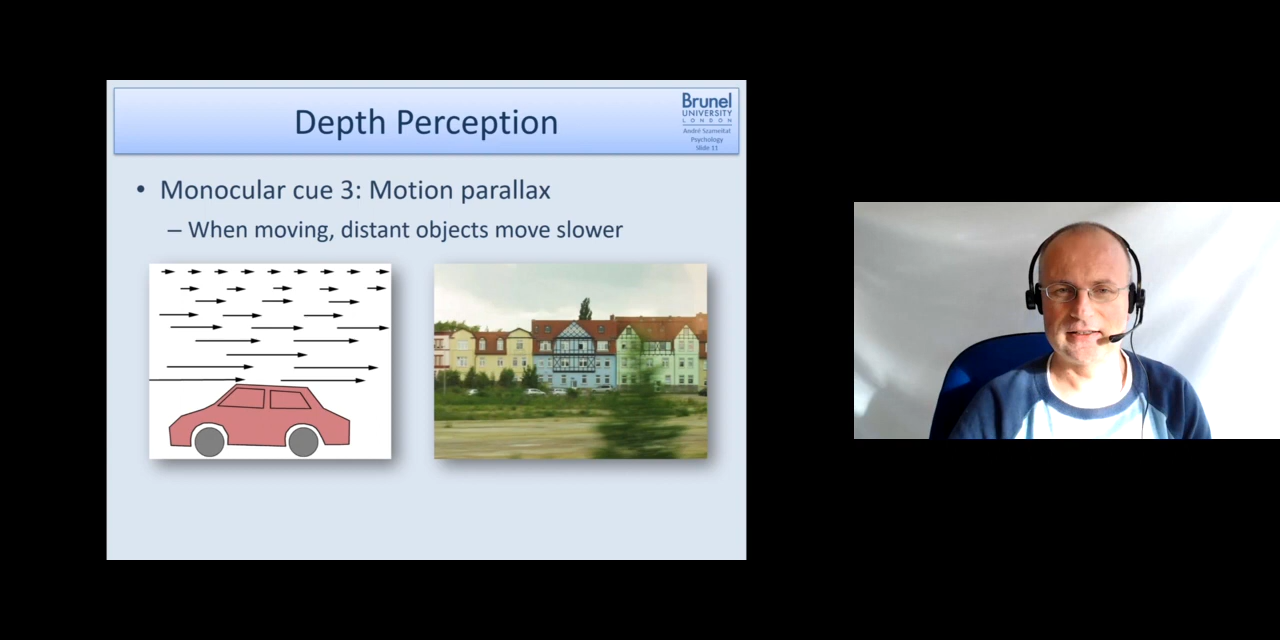 Depth Perception
Brunel
UNIVERSITY
LONDON
André Szameitat
Psychology
Slide 11
• Monocular cue 3: Motion parallax
– When moving, distant objects move slower